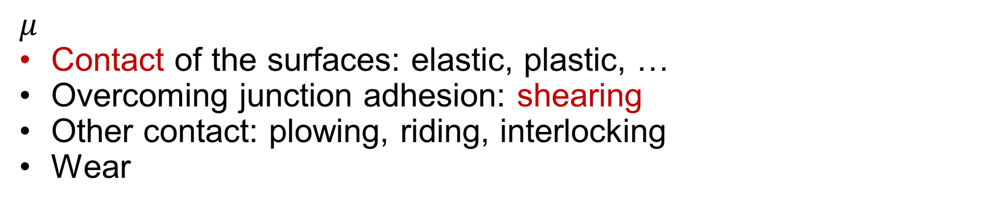 μ
• Contact of the surfaces: elastic, plastic, …
• Overcoming junction adhesion: shearing
• Other contact: plowing, riding, interlocking
• Wear